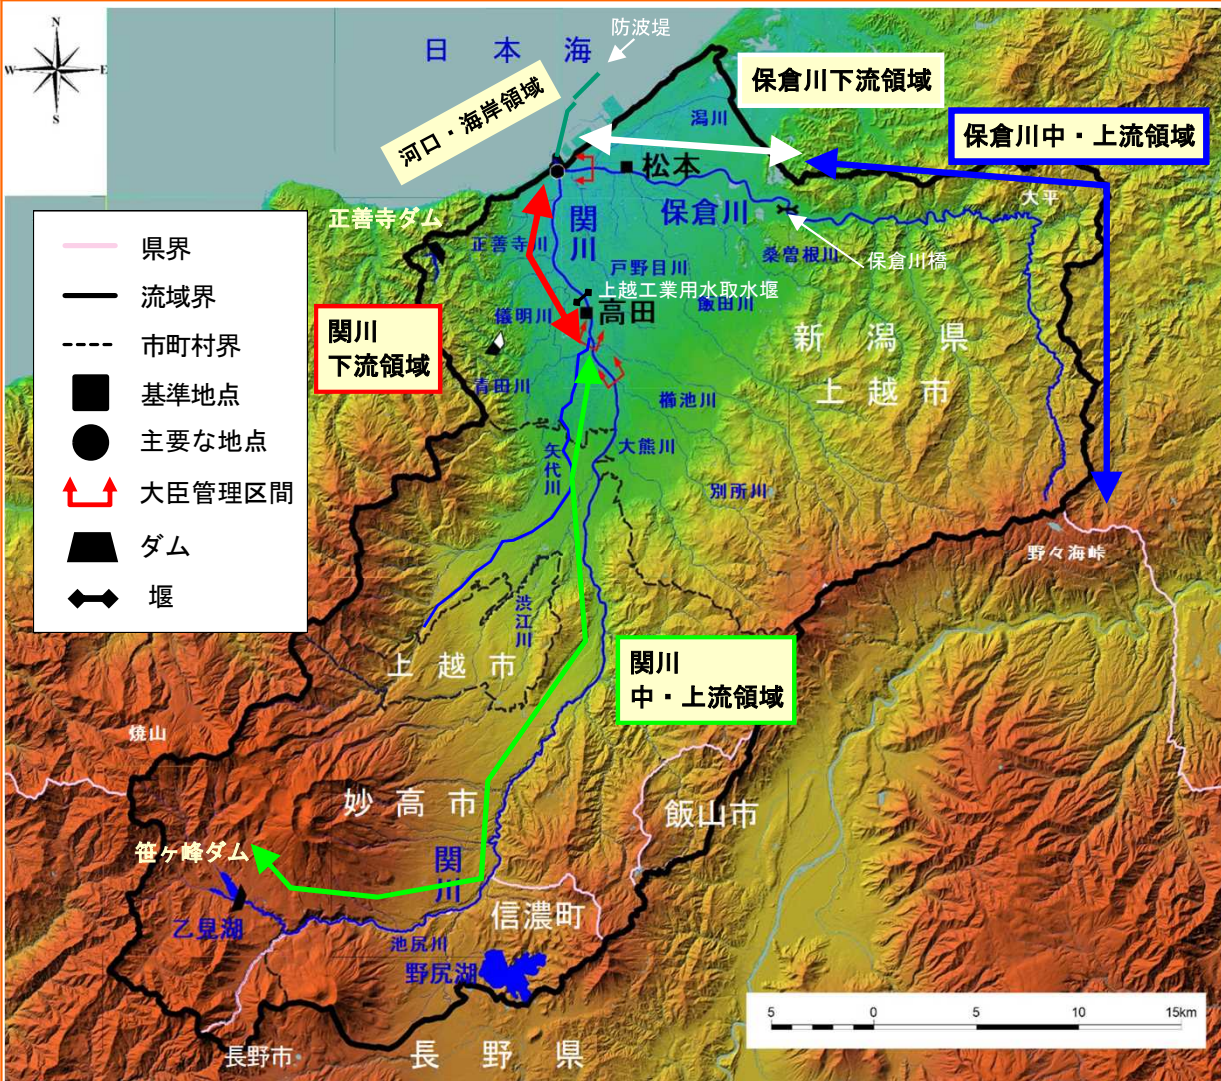 N
W
E
S
日本海
防波堤
河口・海岸領域
保倉川下流領域
保倉川中・上流領域
潟川
松本
大平
正善寺ダム
関川
保倉川
正善寺川
戸野目川
桑曽根川
保倉川橋
上越工業用水取水堰
高田
飯田川
儀明川
新潟県
上越市
関川
下流領域
青田川
櫛池川
矢代川
大熊川
別所川
県界
流域界
市町村界
基準地点
主要な地点
大臣管理区間
ダム
堰
野々海峠
渋江川
上越市
関川
中・上流領域
焼山
妙高市
飯山市
笹ヶ峰ダム
関川
信濃町
乙見湖
池尻川
野尻湖
長野市
長野県
5
0
5
10
15km